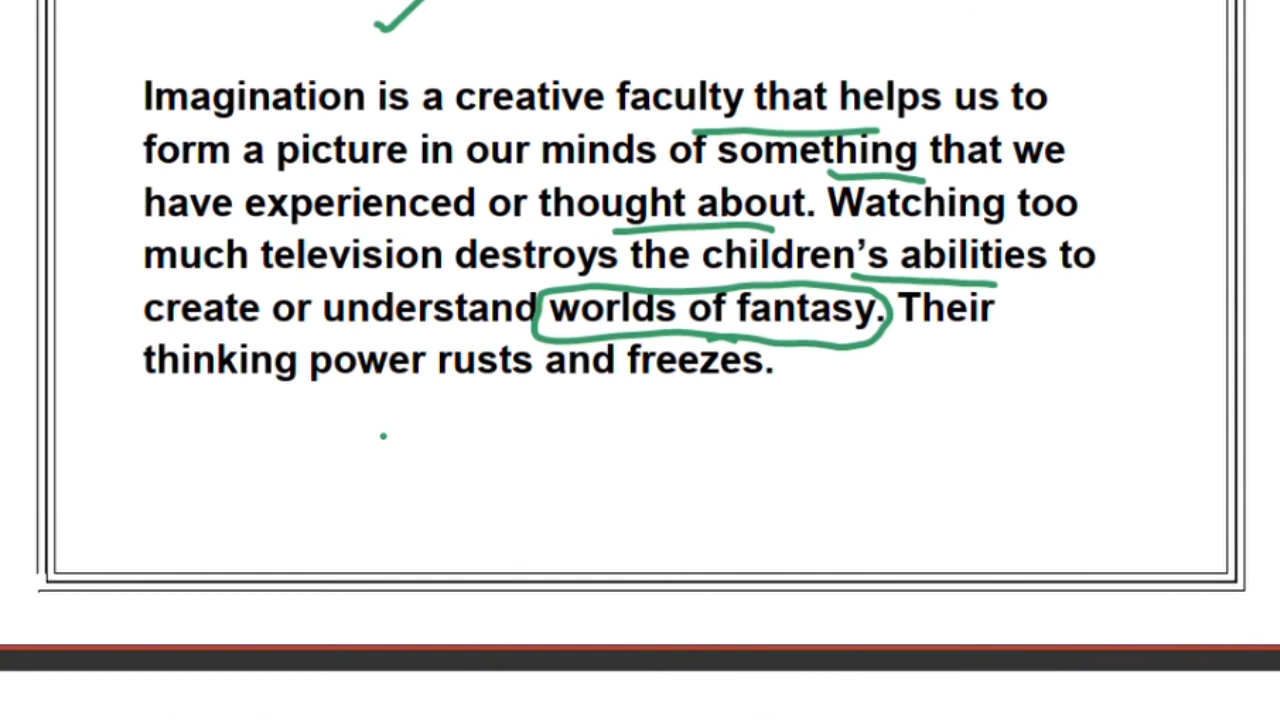 Imagination is a creative faculty that helps us to
form a picture in our minds of something that we
have experienced or thought about. Watching too
much television destroys the children’s abilities to
create or understand worlds of fantasy. Their
thinking power rusts and freezes.